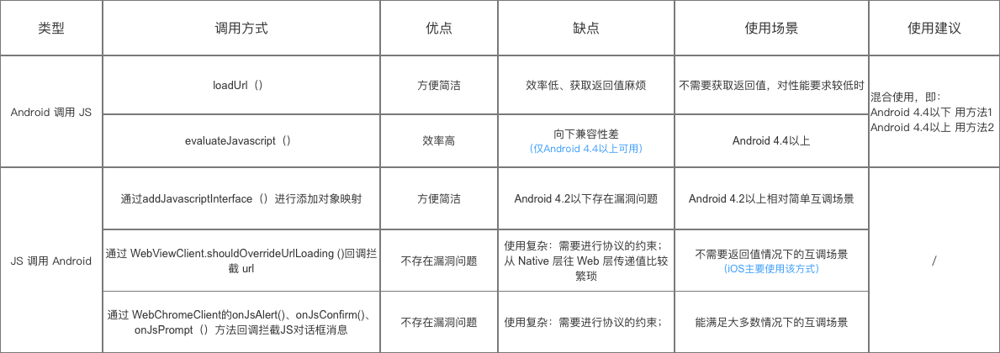 类型
调用方式
优点
缺点
使用场景
使用建议
Android 调用 JS
loadUrl（）
方便简洁
效率低、获取返回值麻烦
不需要获取返回值，对性能要求较低时
混合使用，即：
Android 4.4以下 用方法1
Android 4.4以上 用方法2
evaluateJavascript（）
效率高
向下兼容性差
（仅Android 4.4以上可用）
Android 4.4以上
JS 调用 Android
通过addJavascriptInterface（）进行添加对象映射
方便简洁
Android 4.2以下存在漏洞问题
Android 4.2以上相对简单互调场景
/
通过 WebViewClient.shouldOverrideUrlLoading ()回调拦
截 url
不存在漏洞问题
使用复杂：需要进行协议的约束；
从 Native 层往 Web 层传递值比较
繁琐
不需要返回值情况下的互调场景
（iOS主要使用该方式）
通过 WebChromeClient的onJsAlert()、onJsConfirm()、
onJsPrompt（）方法回调拦截JS对话框消息
不存在漏洞问题
使用复杂：需要进行协议的约束；
能满足大多数情况下的互调场景